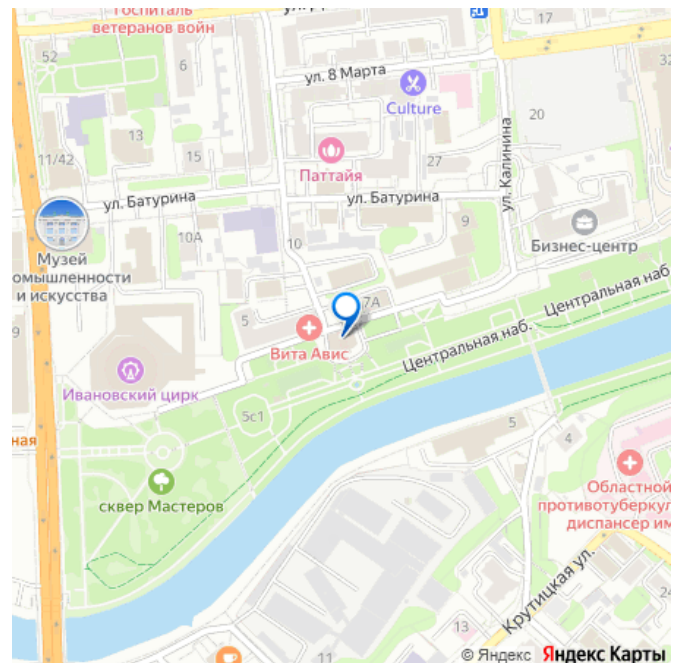 Госпиталь
ветеранов войн
17
52
6
ул. 8 Марта
32
Culture
20
13
11/42
15
Паттайя
27
ул. Калинина
ул. Батурина
ул. Батурина
10А
10
9
Бизнес-центр
Музей
омышленности
и искусства
7А
5
9
Вита Авис
Центральная наб.
Центральная наб
Ивановский цирк
5с1
5
4
ная
сквер Мастеров
Областной
противотуберкул
диспансер им
Крутицкая ул.
24
13
11
© Яндекс Яндекс Карты